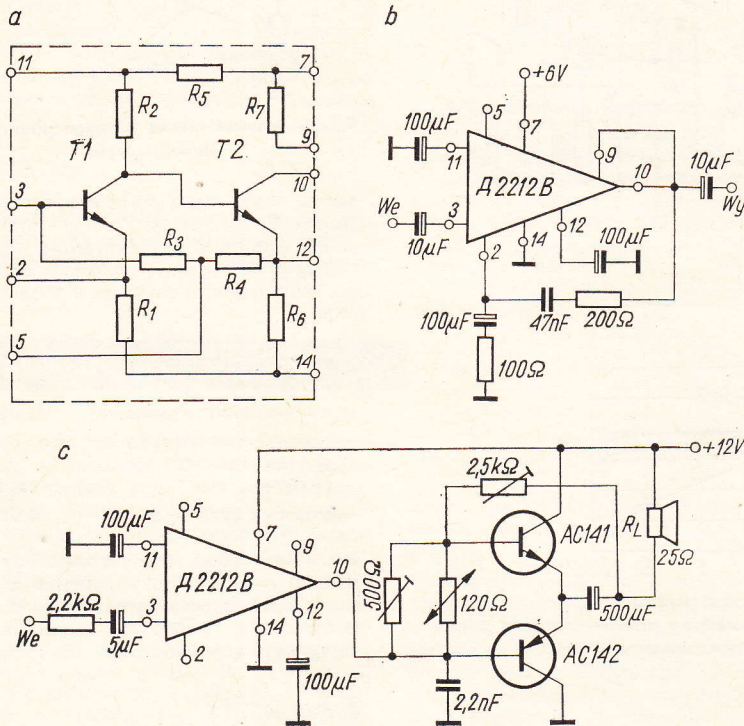 a
11
7
R5
R2
R7
9
T1
T2
10
3
R3
R4
12
2
R1
R6
5
14
b
+6V
5
7
100μF
11
9
Д2212В
10
10μF
We
3
10μF
Wy
2
14
12
100μF
100μF
47nF
200Ω
100Ω
c
+12V
2,5kΩ
5
7
100μF
11
9
AC141
RL
25Ω
Д2212В
10
500Ω
120Ω
500μF
2,2kΩ
3
We
5μF
12
14
2
AC142
100μF
2,2nF